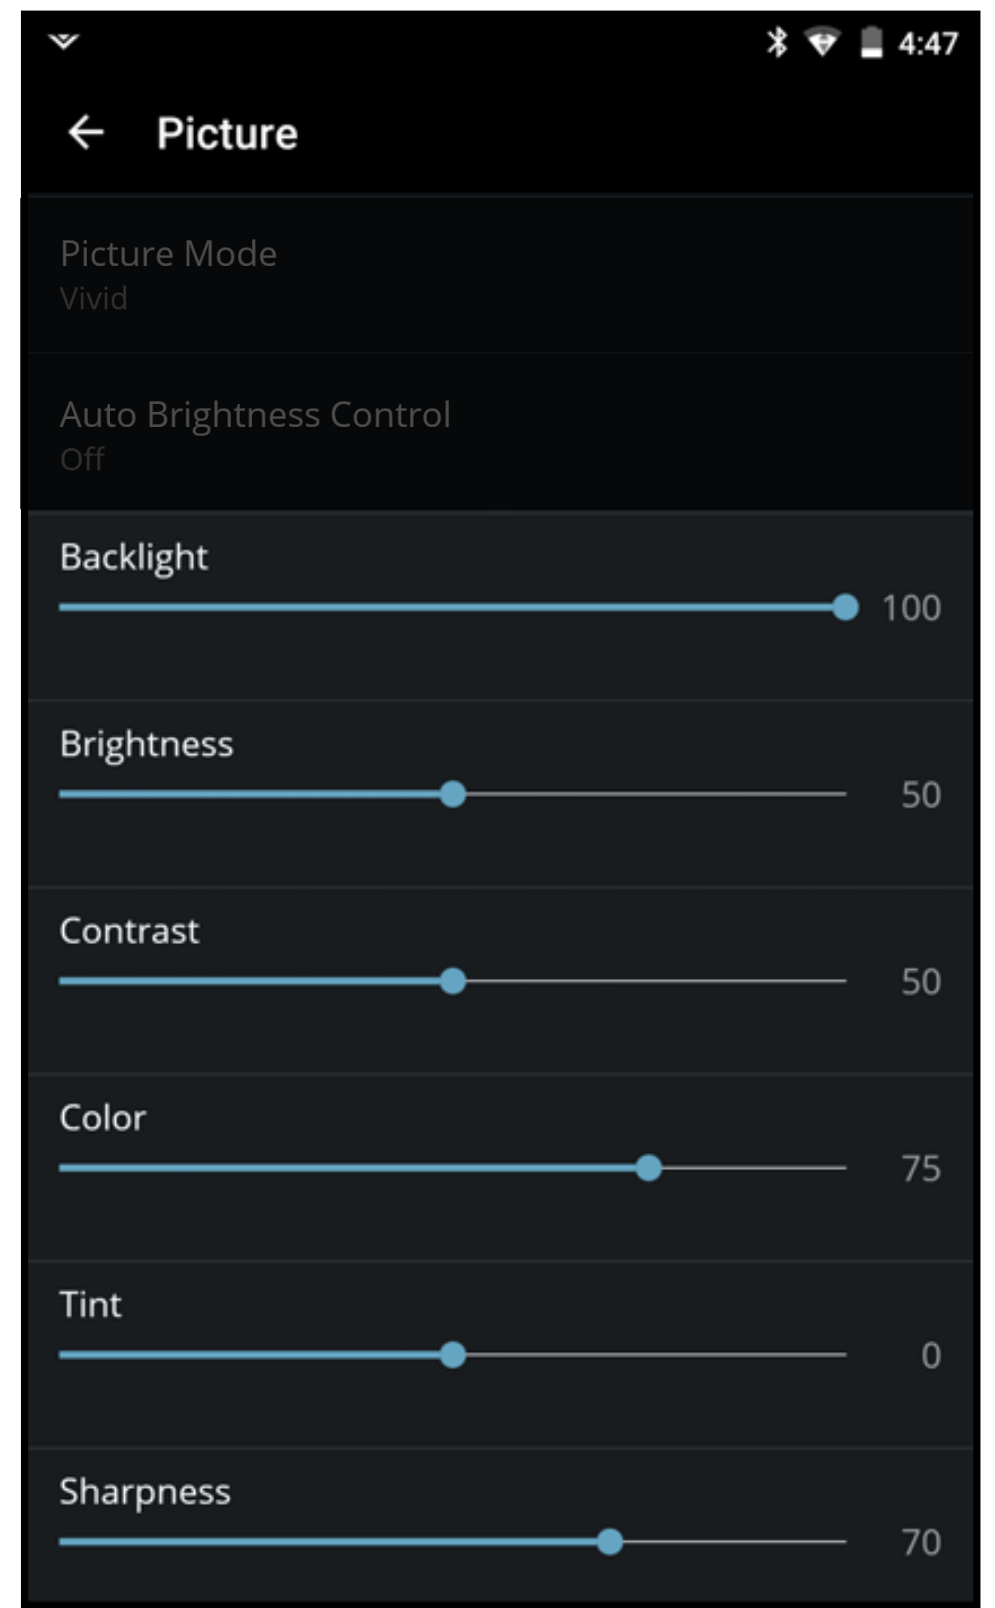 4:47
Picture
Picture Mode
Vivid
Auto Brightness Control
Off
Backlight
100
Brightness
50
Contrast
50
Color
75
Tint
0
Sharpness
70